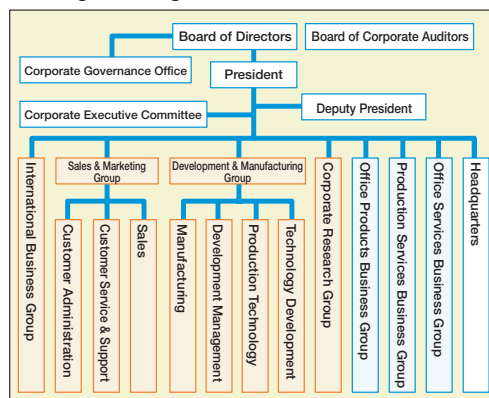 Board of Directors
Board of Corporate Auditors
Corporate Governance Office
President
Corporate Executive Committee
Deputy President
International Business Group
Sales & Marketing
Group
Customer Administration
Customer Service & Support
Sales
Development & Manufacturing
Group
Manufacturing
Development Management
Production Technology
Technology Development
Corporate Research Group
Office Products Business Group
Production Services Business Group
Office Services Business Group
Headquarters